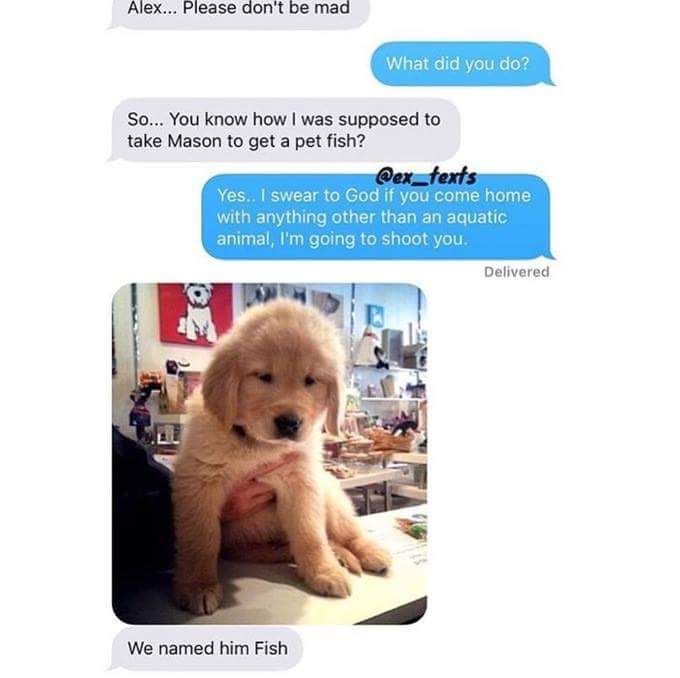 Alex... Please don't be mad
What did you do?
So... You know how I was supposed to
take Mason to get a pet fish?
@ex_texts
Yes.. I swear to God if you come home
with anything other than an aquatic
animal, I'm going to shoot you.
Delivered
We named him Fish